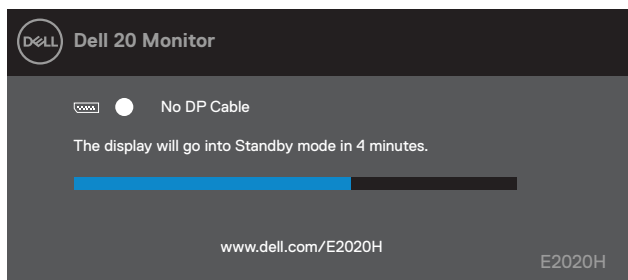 DELL Dell 20 Monitor
No DP Cable
The display will go into Standby mode in 4 minutes.
www.dell.com/E2020H
E2020H